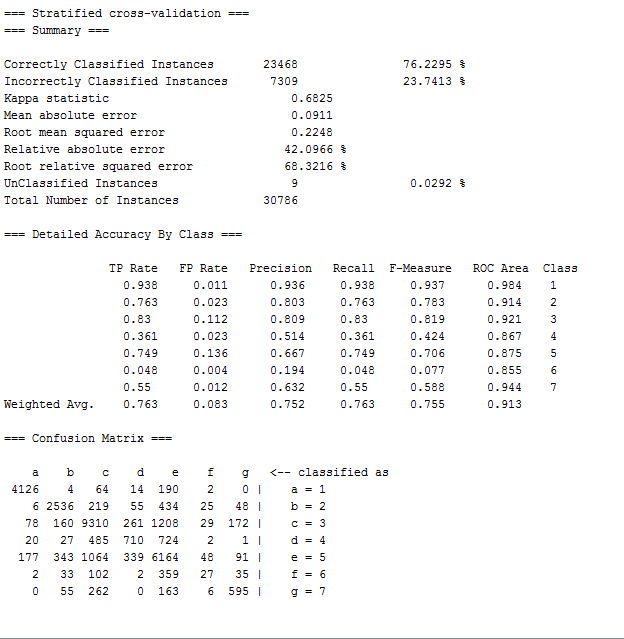 === Stratified cross-validation ===
=== Summary ===
Correctly Classified Instances 23468 76.2295 %
Incorrectly Classified Instances 7309 23.7413 %
Kappa statistic 0.6825
Mean absolute error 0.0911
Root mean squared error 0.2248
Relative absolute error 42.0966 %
Root relative squared error 68.3216 %
UnClassified Instances 9 0.0292 %
Total Number of Instances 30786
=== Detailed Accuracy By Class ===
TP Rate FP Rate Precision Recall F-Measure ROC Area Class
0.938 0.011 0.936 0.938 0.937 0.984 1
0.763 0.023 0.803 0.763 0.783 0.914 2
0.83 0.112 0.809 0.83 0.819 0.921 3
0.361 0.023 0.514 0.361 0.424 0.867 4
0.749 0.136 0.667 0.749 0.706 0.875 5
0.048 0.004 0.194 0.048 0.077 0.855 6
0.55 0.012 0.632 0.55 0.588 0.944 7
Weighted Avg. 0.763 0.083 0.752 0.763 0.755 0.913
=== Confusion Matrix ===
a b c d e f g <-- classified as
4126 4 64 14 190 2 0 | a = 1
6 2536 219 55 434 25 48 | b = 2
78 160 9310 261 1208 29 172 | c = 3
20 27 485 710 724 2 1 | d = 4
177 343 1064 339 6164 48 91 | e = 5
2 33 102 2 359 27 35 | f = 6
0 55 262 0 163 6 595 | g = 7